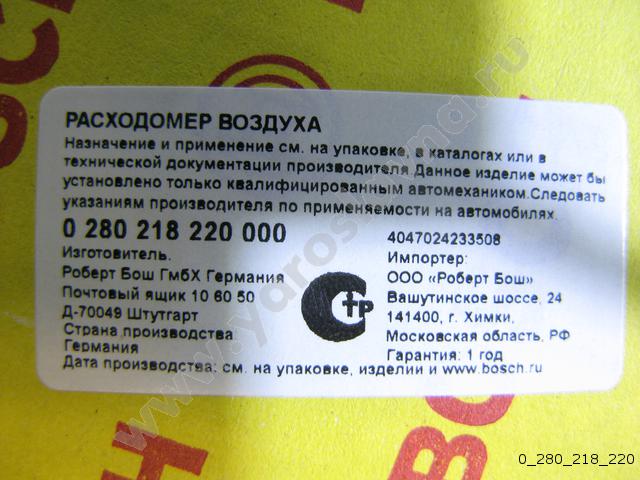 РАСХОДОМЕР ВОЗДУХА
Назначение и применение см. на упаковке, в каталогах или в
технической документации производителя.Данное изделие может бы
установлено только квалифицированным автомехаником.Следовать
указаниям производителя по применяемости на автомобилях.
0 280 218 220 000
Изготовитель.
Роберт Бош ГмбХ Германия
Почтовый ящик 10 60 50
Д-70049 Штутгарт
Страна производства
Германия
4047024233508
Импортер:
ООО «Роберт Бош»
Вашутинское шоссе, 24
141400, г. Химки,
Московская область, РФ
Гарантия: 1 год
Дата производства: см. на упаковке, изделии и www.bosch.ru
0_280_218_220